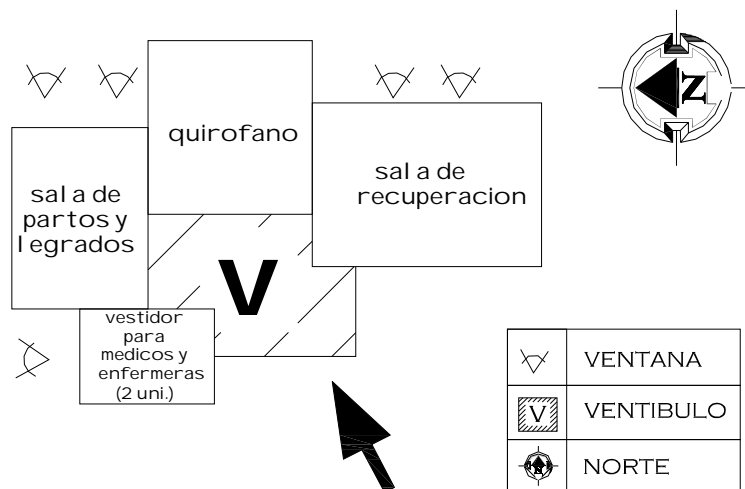 quirofano
sala de
partos y
legrados
sala de
recuperacion
V
vestidor
para
medicos y
enfermeras
(2 uni.)
N
VENTANA
V
VENTIBULO
NORTE